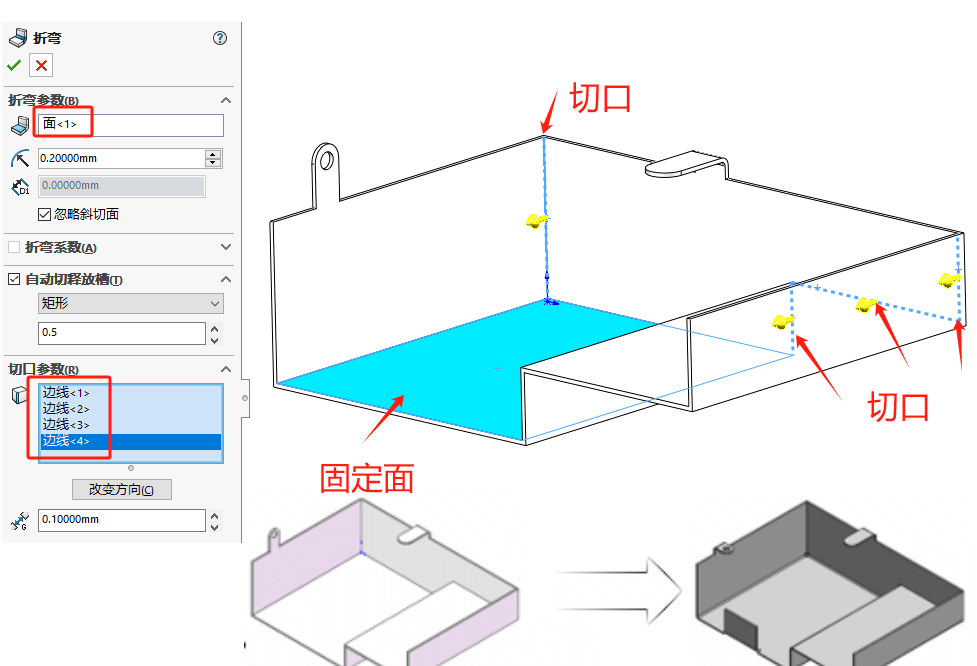 折弯
折弯参数(B)
面<1>
0.20000mm
D1
0.00000mm
忽略斜切面
折弯系数(A)
自动切释放槽(T)
矩形
0.5
切口参数(R)
边线<1>
边线<2>
边线<3>
边线<4>
改变方向(C)
G
0.10000mm
切口
切口
固定面